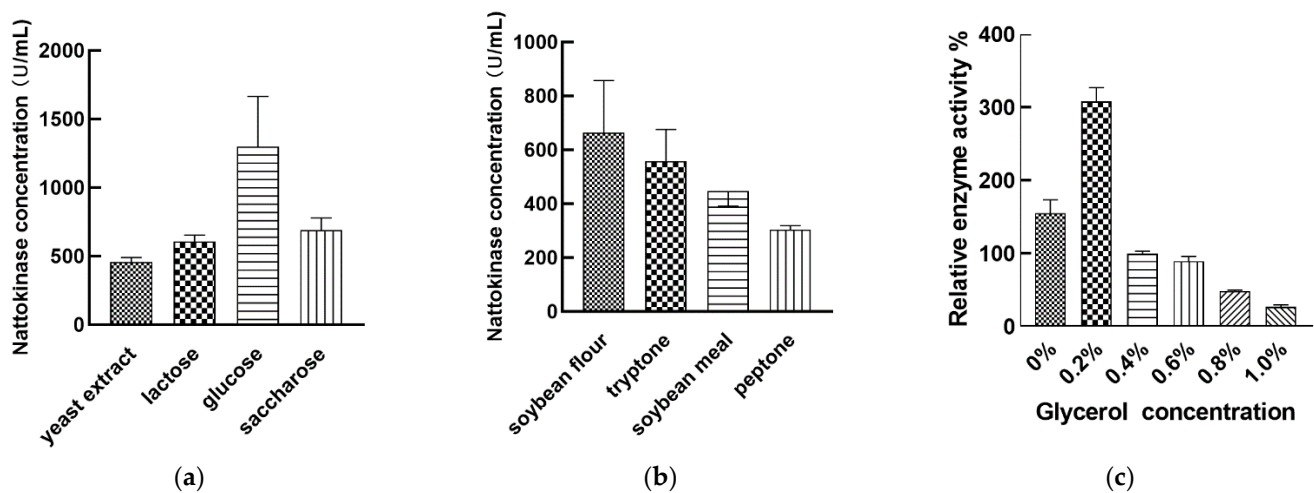 Nattokinase concentration（U/mL）
2000
1500
1000
500
0
yeast extract
lactose
glucose
saccharose
(a)
Nattokinase concentration（U/mL）
1000
800
600
400
200
0
soybean flour
tryptone
soybean meal
peptone
(b)
Relative enzyme activity %
400
300
200
100
0
0%
0.2%
0.4%
0.6%
0.8%
1.0%
Glycerol concentration
(c)